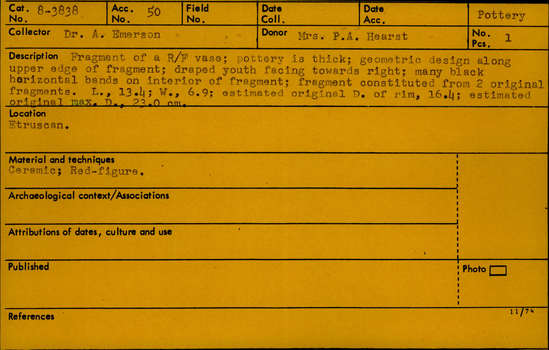 Cat. No. 8-3838 Acc. No. 50 Field No. Date Coll. Date Acc. Pottery
Collector Dr. A. Emerson Donor Mrs. P.A. Hearst No. Pcs. 1
Description Fragment of a R/F vase; pottery is thick; geometric design along
upper edge of fragment; draped youth facing towards right; many black
horizontal bands on interior of fragment; fragment constituted from 2 original
fragments. L., 13.4; W., 6.9; estimated original D. of rim, 16.4; estimated
original max. D., 23.0 cm.
Location
Etruscan.
Material and techniques
Ceramic; Red-figure.
Archaeological context/Associations
Attributions of dates, culture and use
Published
Photo
References
11/74